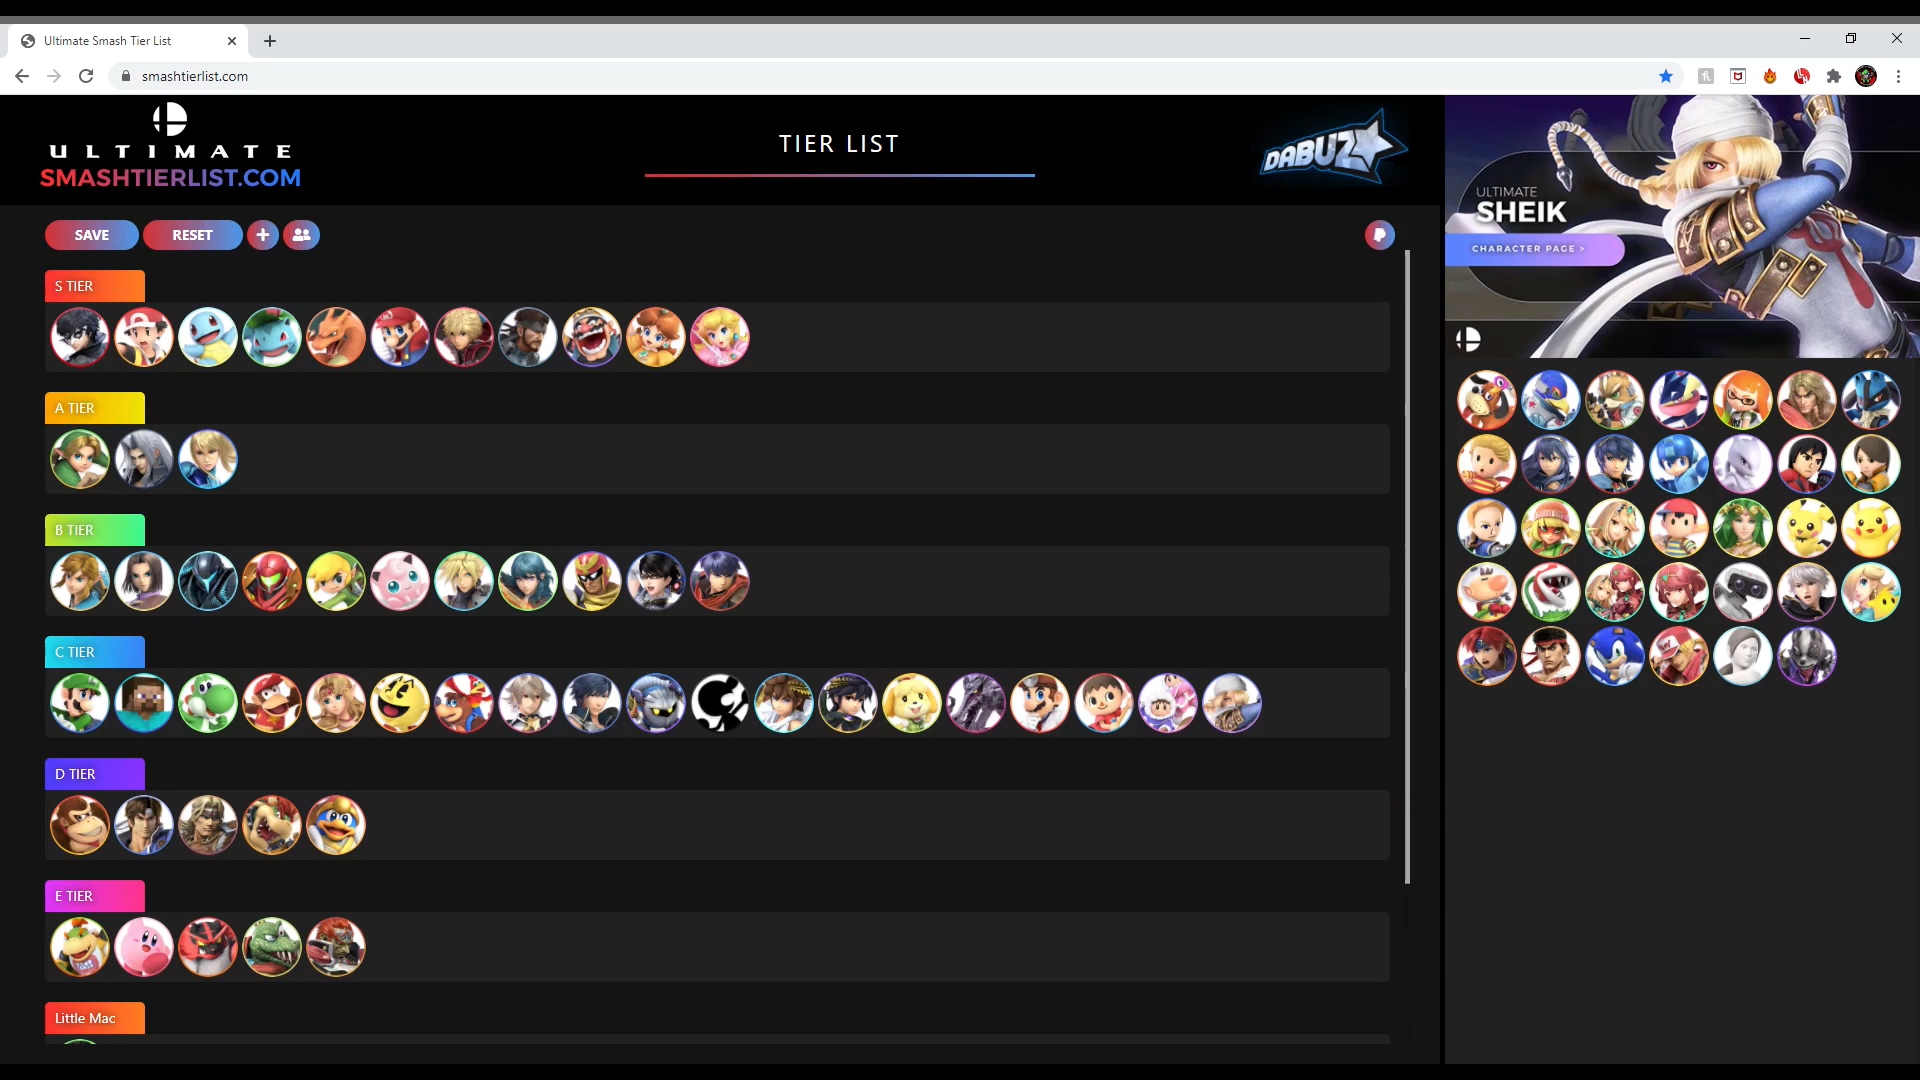 Ultimate Smash Tier List
smashtierlist.com
ULTIMATE
SMASHTIERLIST.COM
TIER LIST
DABUZ
SAVE
RESET
S TIER
A TIER
B TIER
C TIER
D TIER
E TIER
Little Mac
ULTIMATE
SHEIK
CHARACTER PAGE >